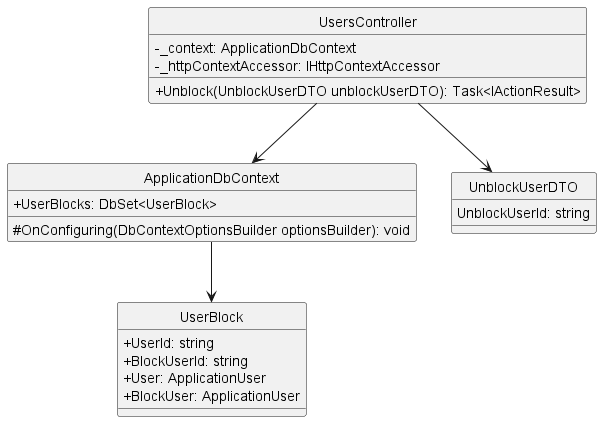 UsersController
-_context: ApplicationDbContext
-_httpContextAccessor: IHttpContextAccessor
+Unblock(UnblockUserDTO unblockUserDTO): Task<IActionResult>
ApplicationDbContext
+UserBlocks: DbSet<UserBlock>
#OnConfiguring(DbContextOptionsBuilder optionsBuilder): void
UnblockUserDTO
UnblockUserId: string
UserBlock
+UserId: string
+BlockUserId: string
+User: ApplicationUser
+BlockUser: ApplicationUser